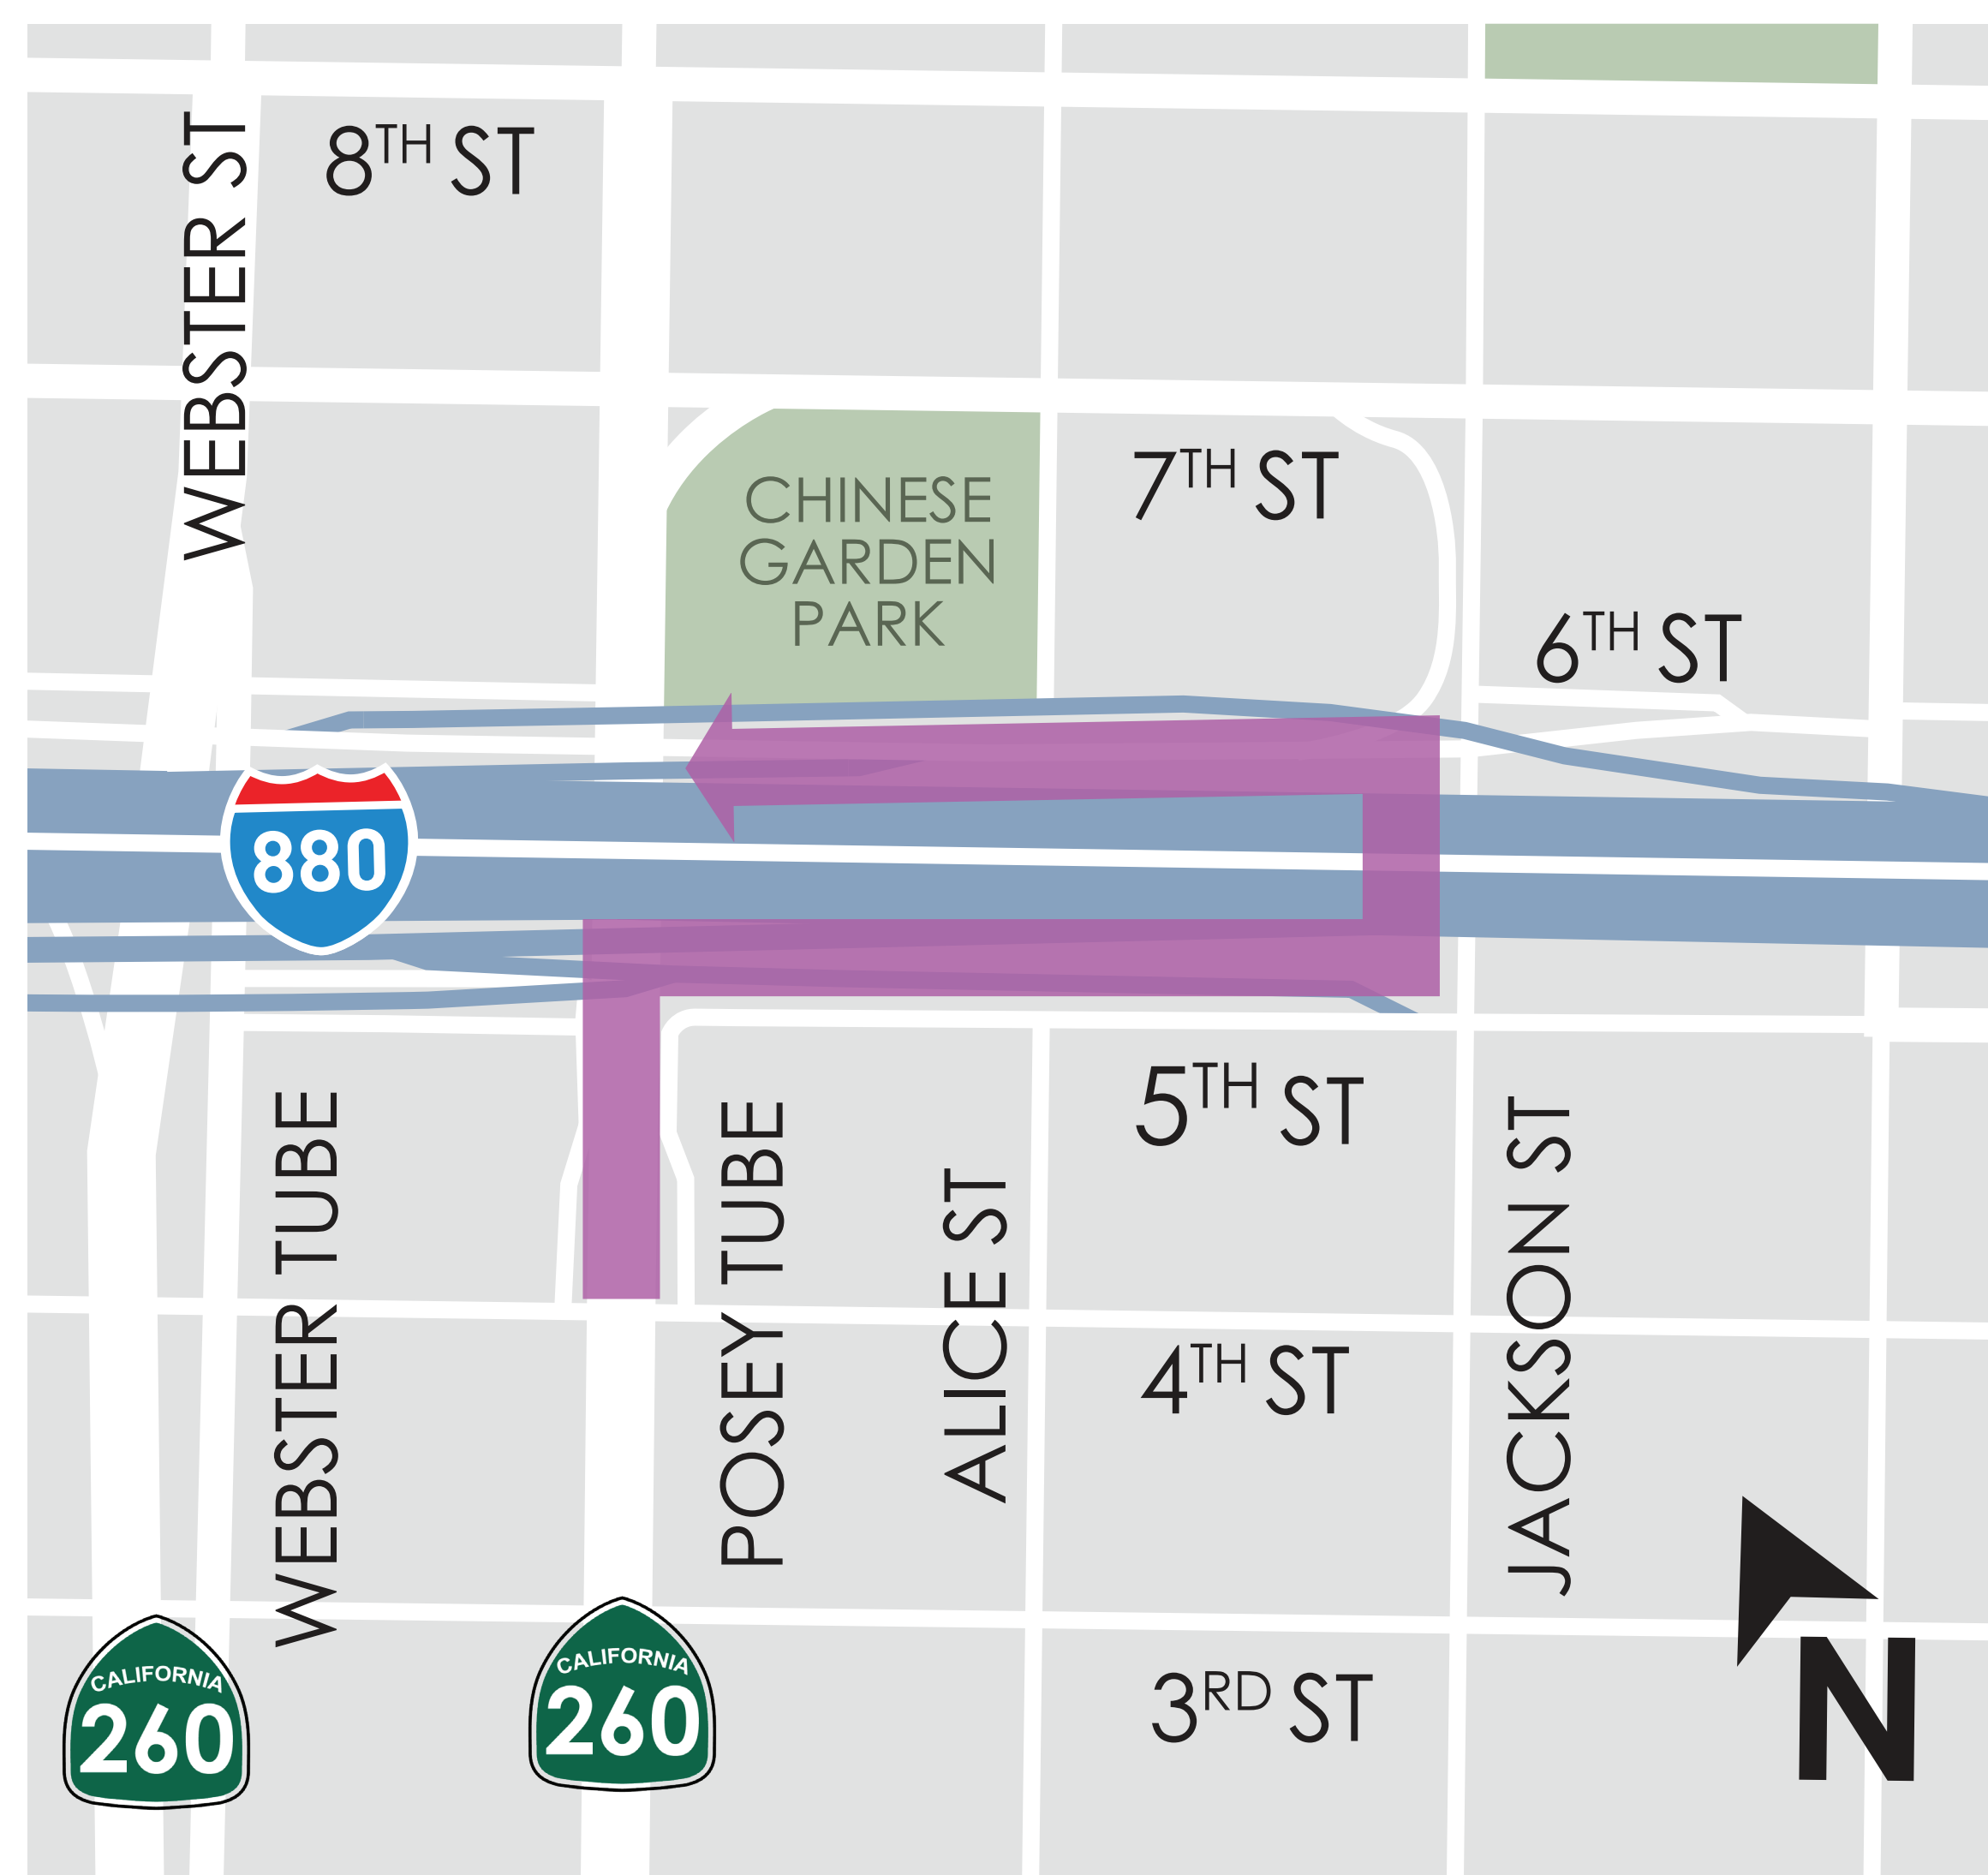 WEBSTER ST
8TH ST
CHINESE
GARDEN
PARK
7TH ST
6TH ST
880
WEBSTER TUBE
POSEY TUBE
ALICE ST
5TH ST
JACKSON ST
4TH ST
CALIFORNIA
260
CALIFORNIA
260
3RD ST
N